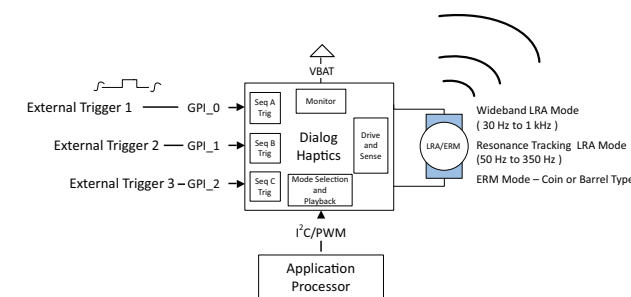 VBAT
External Trigger 1
GPI_0
Seq A
Trig
Monitor
External Trigger 2
GPI_1
Seq B
Trig
Dialog
Haptics
Drive
and
Sense
External Trigger 3
GPI_2
Seq C
Trig
Mode Selection
and
Playback
LRA/ERM
Wideband LRA Mode
( 30 Hz to 1 kHz )
Resonance Tracking LRA Mode
(50 Hz to 350 Hz )
ERM Mode – Coin or Barrel Type
I²C/PWM
Application
Processor